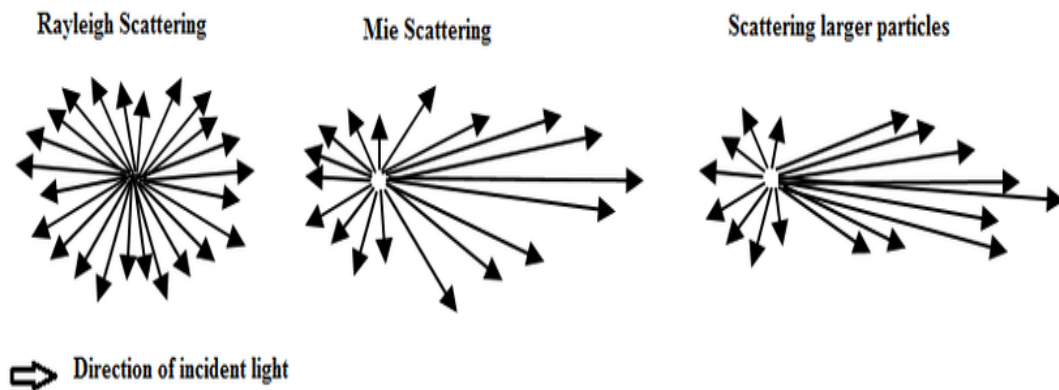 Rayleigh Scattering
Mie Scattering
Scattering larger particles
Direction of incident light